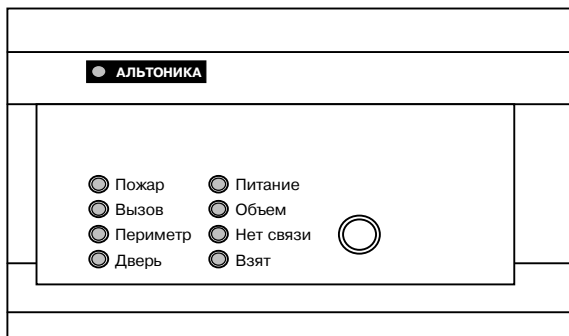 АЛЬТОНИКА
Пожар
Питание
Вызов
Объем
Периметр
Нет связи
Дверь
Взят